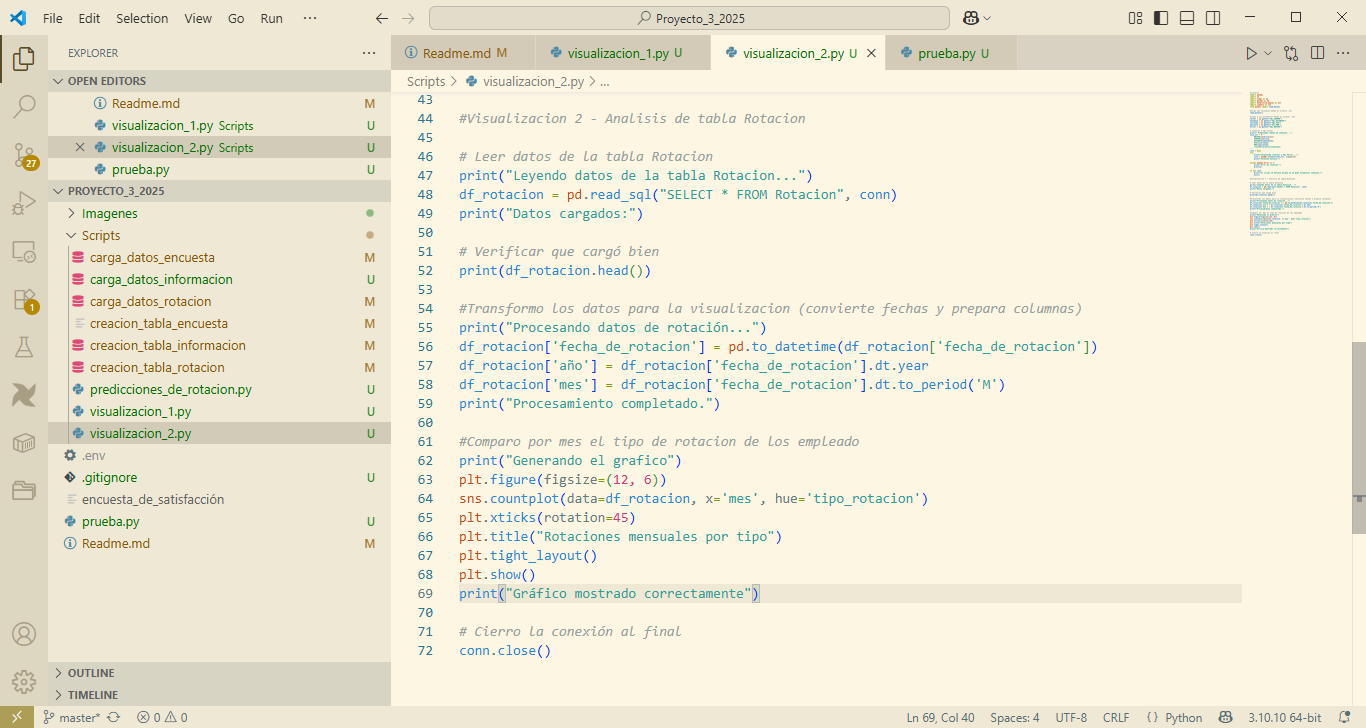 File Edit Selection View Go Run ··· Proyecto_3_2025
EXPLORER ···
OPEN EDITORS
Readme.md M
visualizacion_1.py Scripts U
visualizacion_2.py Scripts U
prueba.py U
PROYECTO_3_2025
Imagenes
Scripts
carga_datos_encuesta M
carga_datos_informacion U
carga_datos_rotacion M
creacion_tabla_encuesta M
creacion_tabla_informacion M
creacion_tabla_rotacion M
predicciones_de_rotacion.py U
visualizacion_1.py U
visualizacion_2.py U
.env
.gitignore U
encuesta_de_satisfacción
prueba.py U
Readme.md M
OUTLINE
TIMELINE
27
1
Readme.md M visualizacion_1.py U visualizacion_2.py U prueba.py U ···
Scripts > visualizacion_2.py > ...
43
44 #Visualizacion 2 - Analisis de tabla Rotacion
45
46 # Leer datos de la tabla Rotacion
47 print("Leyendo datos de la tabla Rotacion...")
48 df_rotacion = pd.read_sql("SELECT * FROM Rotacion", conn)
49 print("Datos cargados:")
50
51 # Verificar que cargó bien
52 print(df_rotacion.head())
53
54 #Transformo los datos para la visualizacion (convierte fechas y prepara columnas)
55 print("Procesando datos de rotación...")
56 df_rotacion['fecha_de_rotacion'] = pd.to_datetime(df_rotacion['fecha_de_rotacion'])
57 df_rotacion['año'] = df_rotacion['fecha_de_rotacion'].dt.year
58 df_rotacion['mes'] = df_rotacion['fecha_de_rotacion'].dt.to_period('M')
59 print("Procesamiento completado.")
60
61 #Comparo por mes el tipo de rotacion de los empleado
62 print("Generando el grafico")
63 plt.figure(figsize=(12, 6))
64 sns.countplot(data=df_rotacion, x='mes', hue='tipo_rotacion')
65 plt.xticks(rotation=45)
66 plt.title("Rotaciones mensuales por tipo")
67 plt.tight_layout()
68 plt.show()
69 print("Gráfico mostrado correctamente")
70
71 # Cierro la conexión al final
72 conn.close()
master* 0 0 Ln 69, Col 40 Spaces: 4 UTF-8 CRLF { } Python 3.10.10 64-bit